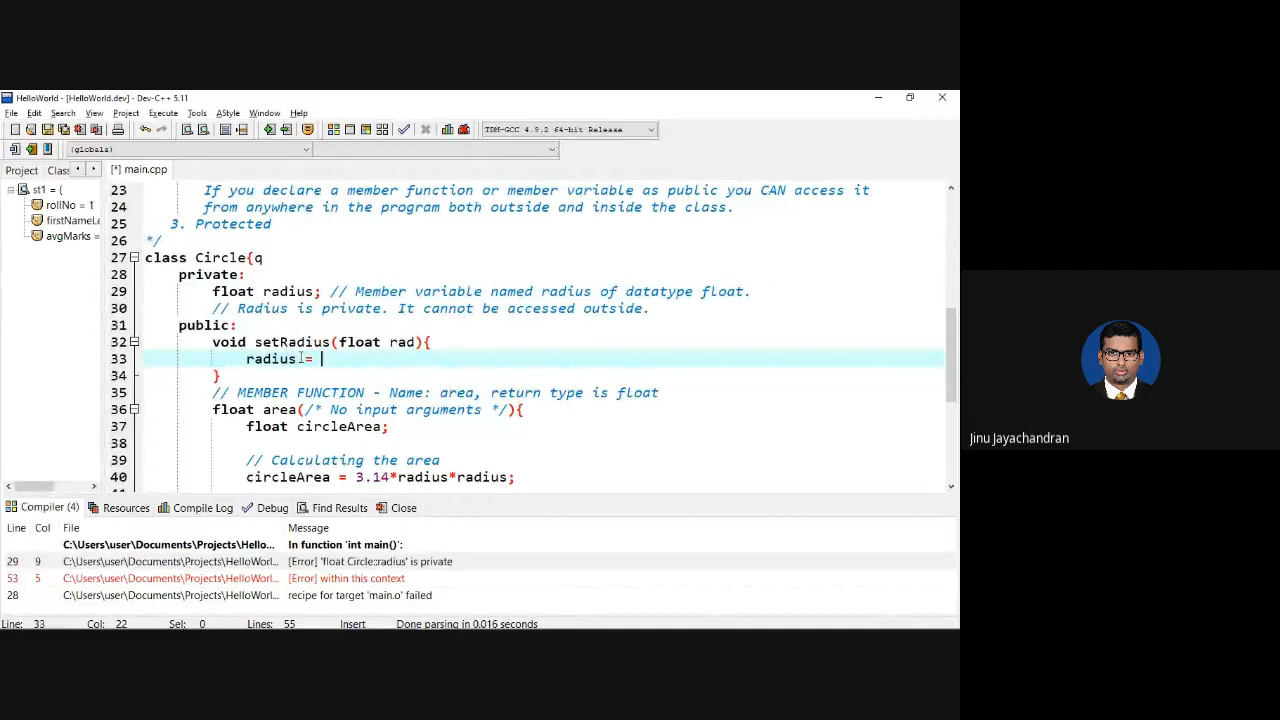 HelloWorld - [HelloWorld.dev] - Dev-C++ 5.11
File Edit Search View Project Execute Tools AStyle Window Help
TDM-GCC 4.9.2 64-bit Release
(globals)
Project Clas [*] main.cpp
st1 = {
rollNo = 1
firstNameLe
avgMarks =
23 If you declare a member function or member variable as public you CAN access it
24 from anywhere in the program both outside and inside the class.
25 3. Protected
26 */
27 class Circle{q
28 private:
29 float radius; // Member variable named radius of datatype float.
30 // Radius is private. It cannot be accessed outside.
31 public:
32 void setRadius(float rad){
33 radius =
34 }
35 // MEMBER FUNCTION - Name: area, return type is float
36 float area(/* No input arguments */){
37 float circleArea;
38
39 // Calculating the area
40 circleArea = 3.14*radius*radius;
Compiler (4) Resources Compile Log Debug Find Results Close
Line Col File Message
C:\Users\user\Documents\Projects\Hello... In function 'int main()':
29 9 C:\Users\user\Documents\Projects\HelloWorl... [Error] 'float Circle::radius' is private
53 5 C:\Users\user\Documents\Projects\HelloWorl... [Error] within this context
28 C:\Users\user\Documents\Projects\HelloWorl... recipe for target 'main.o' failed
Line: 33 Col: 22 Sel: 0 Lines: 55 Insert Done parsing in 0.016 seconds
Jinu Jayachandran